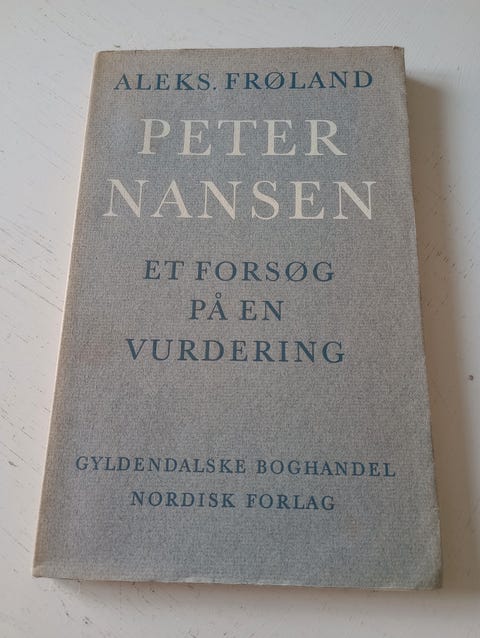 ALEKS. FRØLAND
PETER
NANSEN
ET FORSØG
PÅ EN
VURDERING
GYLDENDALSKE BOGHANDEL
NORDISK FORLAG